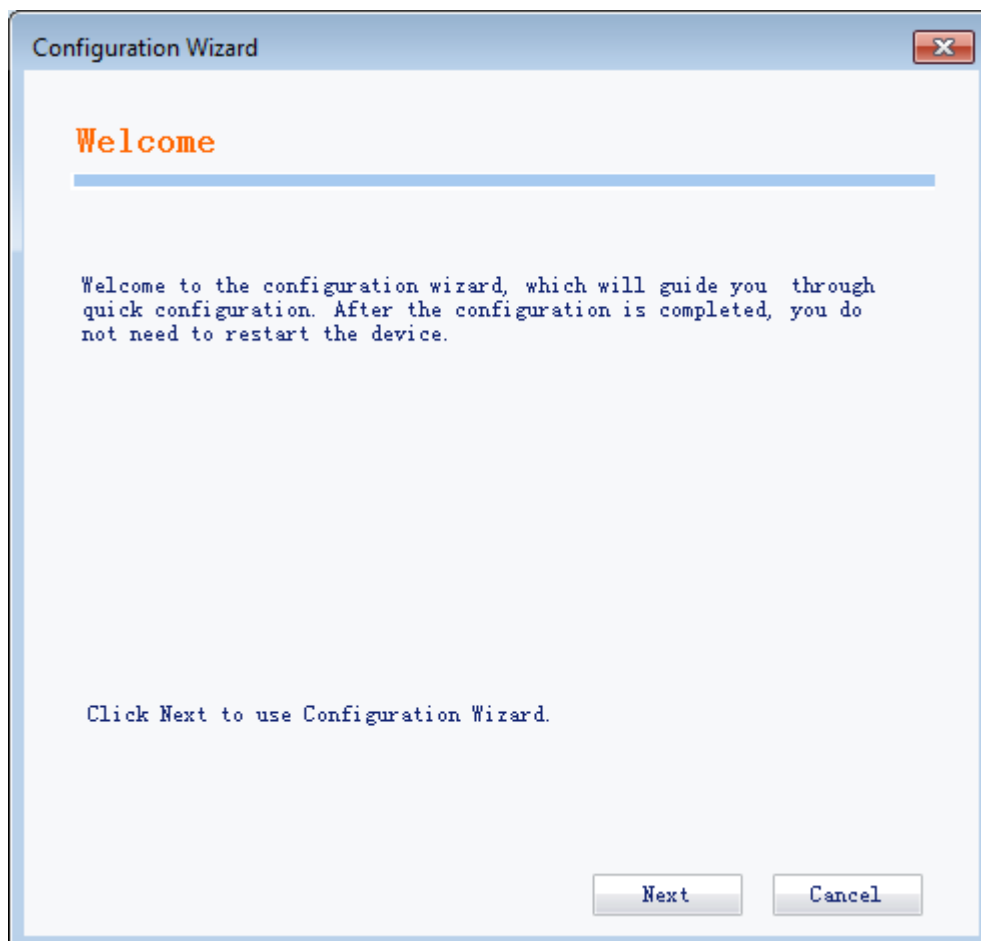 Configuration Wizard
Welcome
Welcome to the configuration wizard, which will guide you through
quick configuration. After the configuration is completed, you do
not need to restart the device.
Click Next to use Configuration Wizard.
Next
Cancel